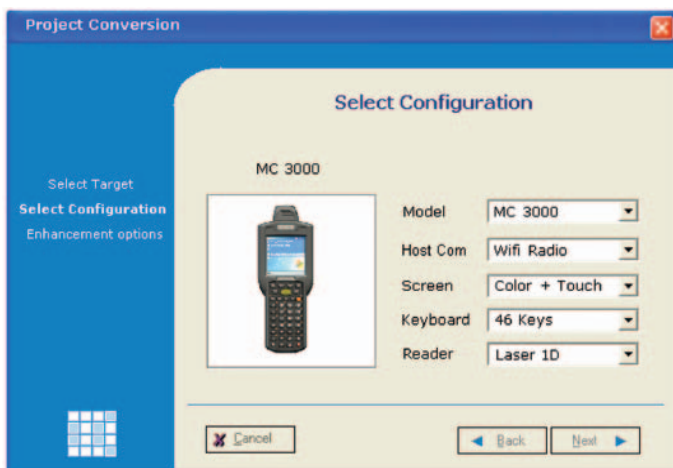 Project Conversion
Select Configuration
Select Target
Select Configuration
Enhancement options
MC 3000
Model MC 3000
Host Com Wifi Radio
Screen Color + Touch
Keyboard 46 Keys
Reader Laser 1D
Cancel
Back
Next